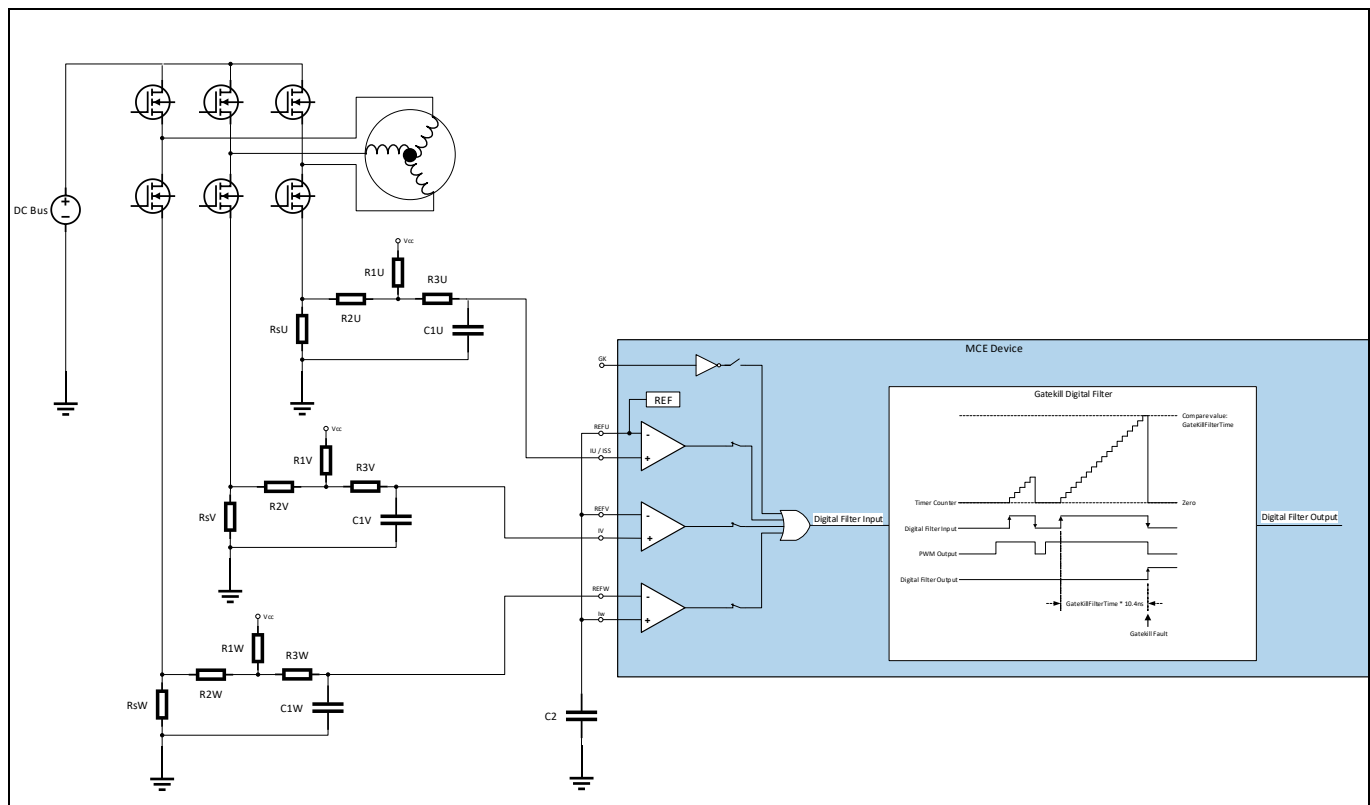 DC Bus
Vcc
R1U
R3U
R2U
RsU
C1U
Vcc
R1V
R3V
R2V
RsV
C1V
Vcc
R1W
R3W
R2W
RsW
C1W
C2
MCE Device
GK
REF
REFU
IU / ISS
REFV
IV
REFW
Iw
-
+
-
+
-
+
+
-
Digital Filter Input
Gatekill Digital Filter
Compare value:
GateKillFilterTime
Timer Counter
Zero
Digital Filter Input
PWM Output
Digital Filter Output
GateKillFilterTime * 10.4ns
Gatekill Fault
Digital Filter Output